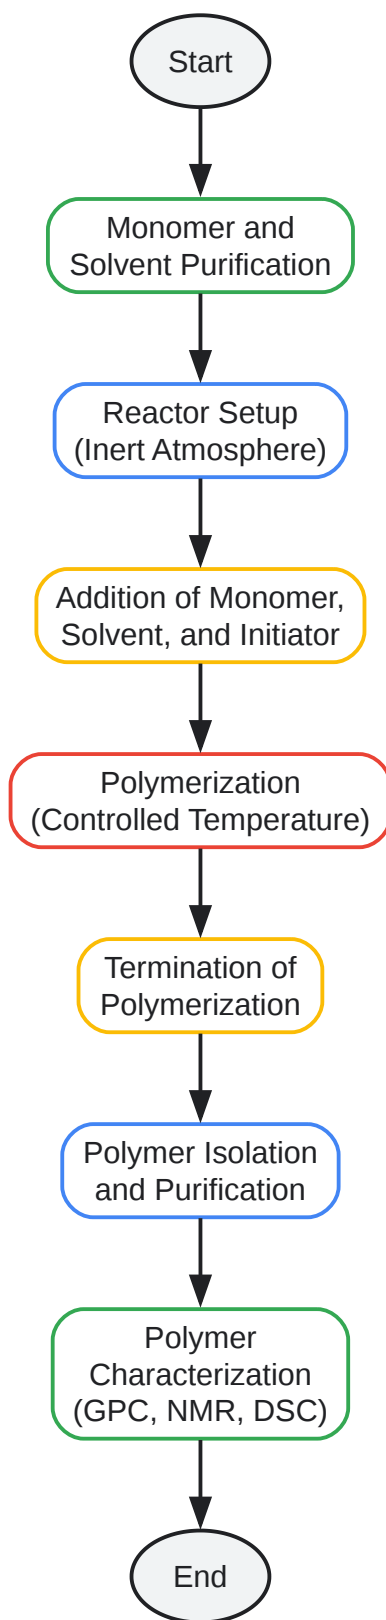 Start
Monomer and
Solvent Purification
Reactor Setup
(Inert Atmosphere)
Addition of Monomer,
Solvent, and Initiator
Polymerization
(Controlled Temperature)
Termination of
Polymerization
Polymer Isolation
and Purification
Polymer
Characterization
(GPC, NMR, DSC)
End